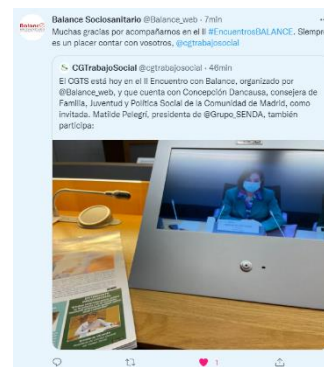 Balance Sociosanitario @Balance_web · 7min
Muchas gracias por acompañarnos en el II #EncuentrosBALANCE. Siempre
es un placer contar con vosotros, @cgtrabajosocial
CGTrabajoSocial @cgtrabajosocial · 46min
El CGTS está hoy en el II Encuentro con Balance, organizado por
@Balance_web, y que cuenta con Concepción Dancausa, consejera de
Familia, Juventud y Política Social de la Comunidad de Madrid, como
invitada. Matilde Pelegrí, presidenta de @Grupo_SENDA, también
participa:
1